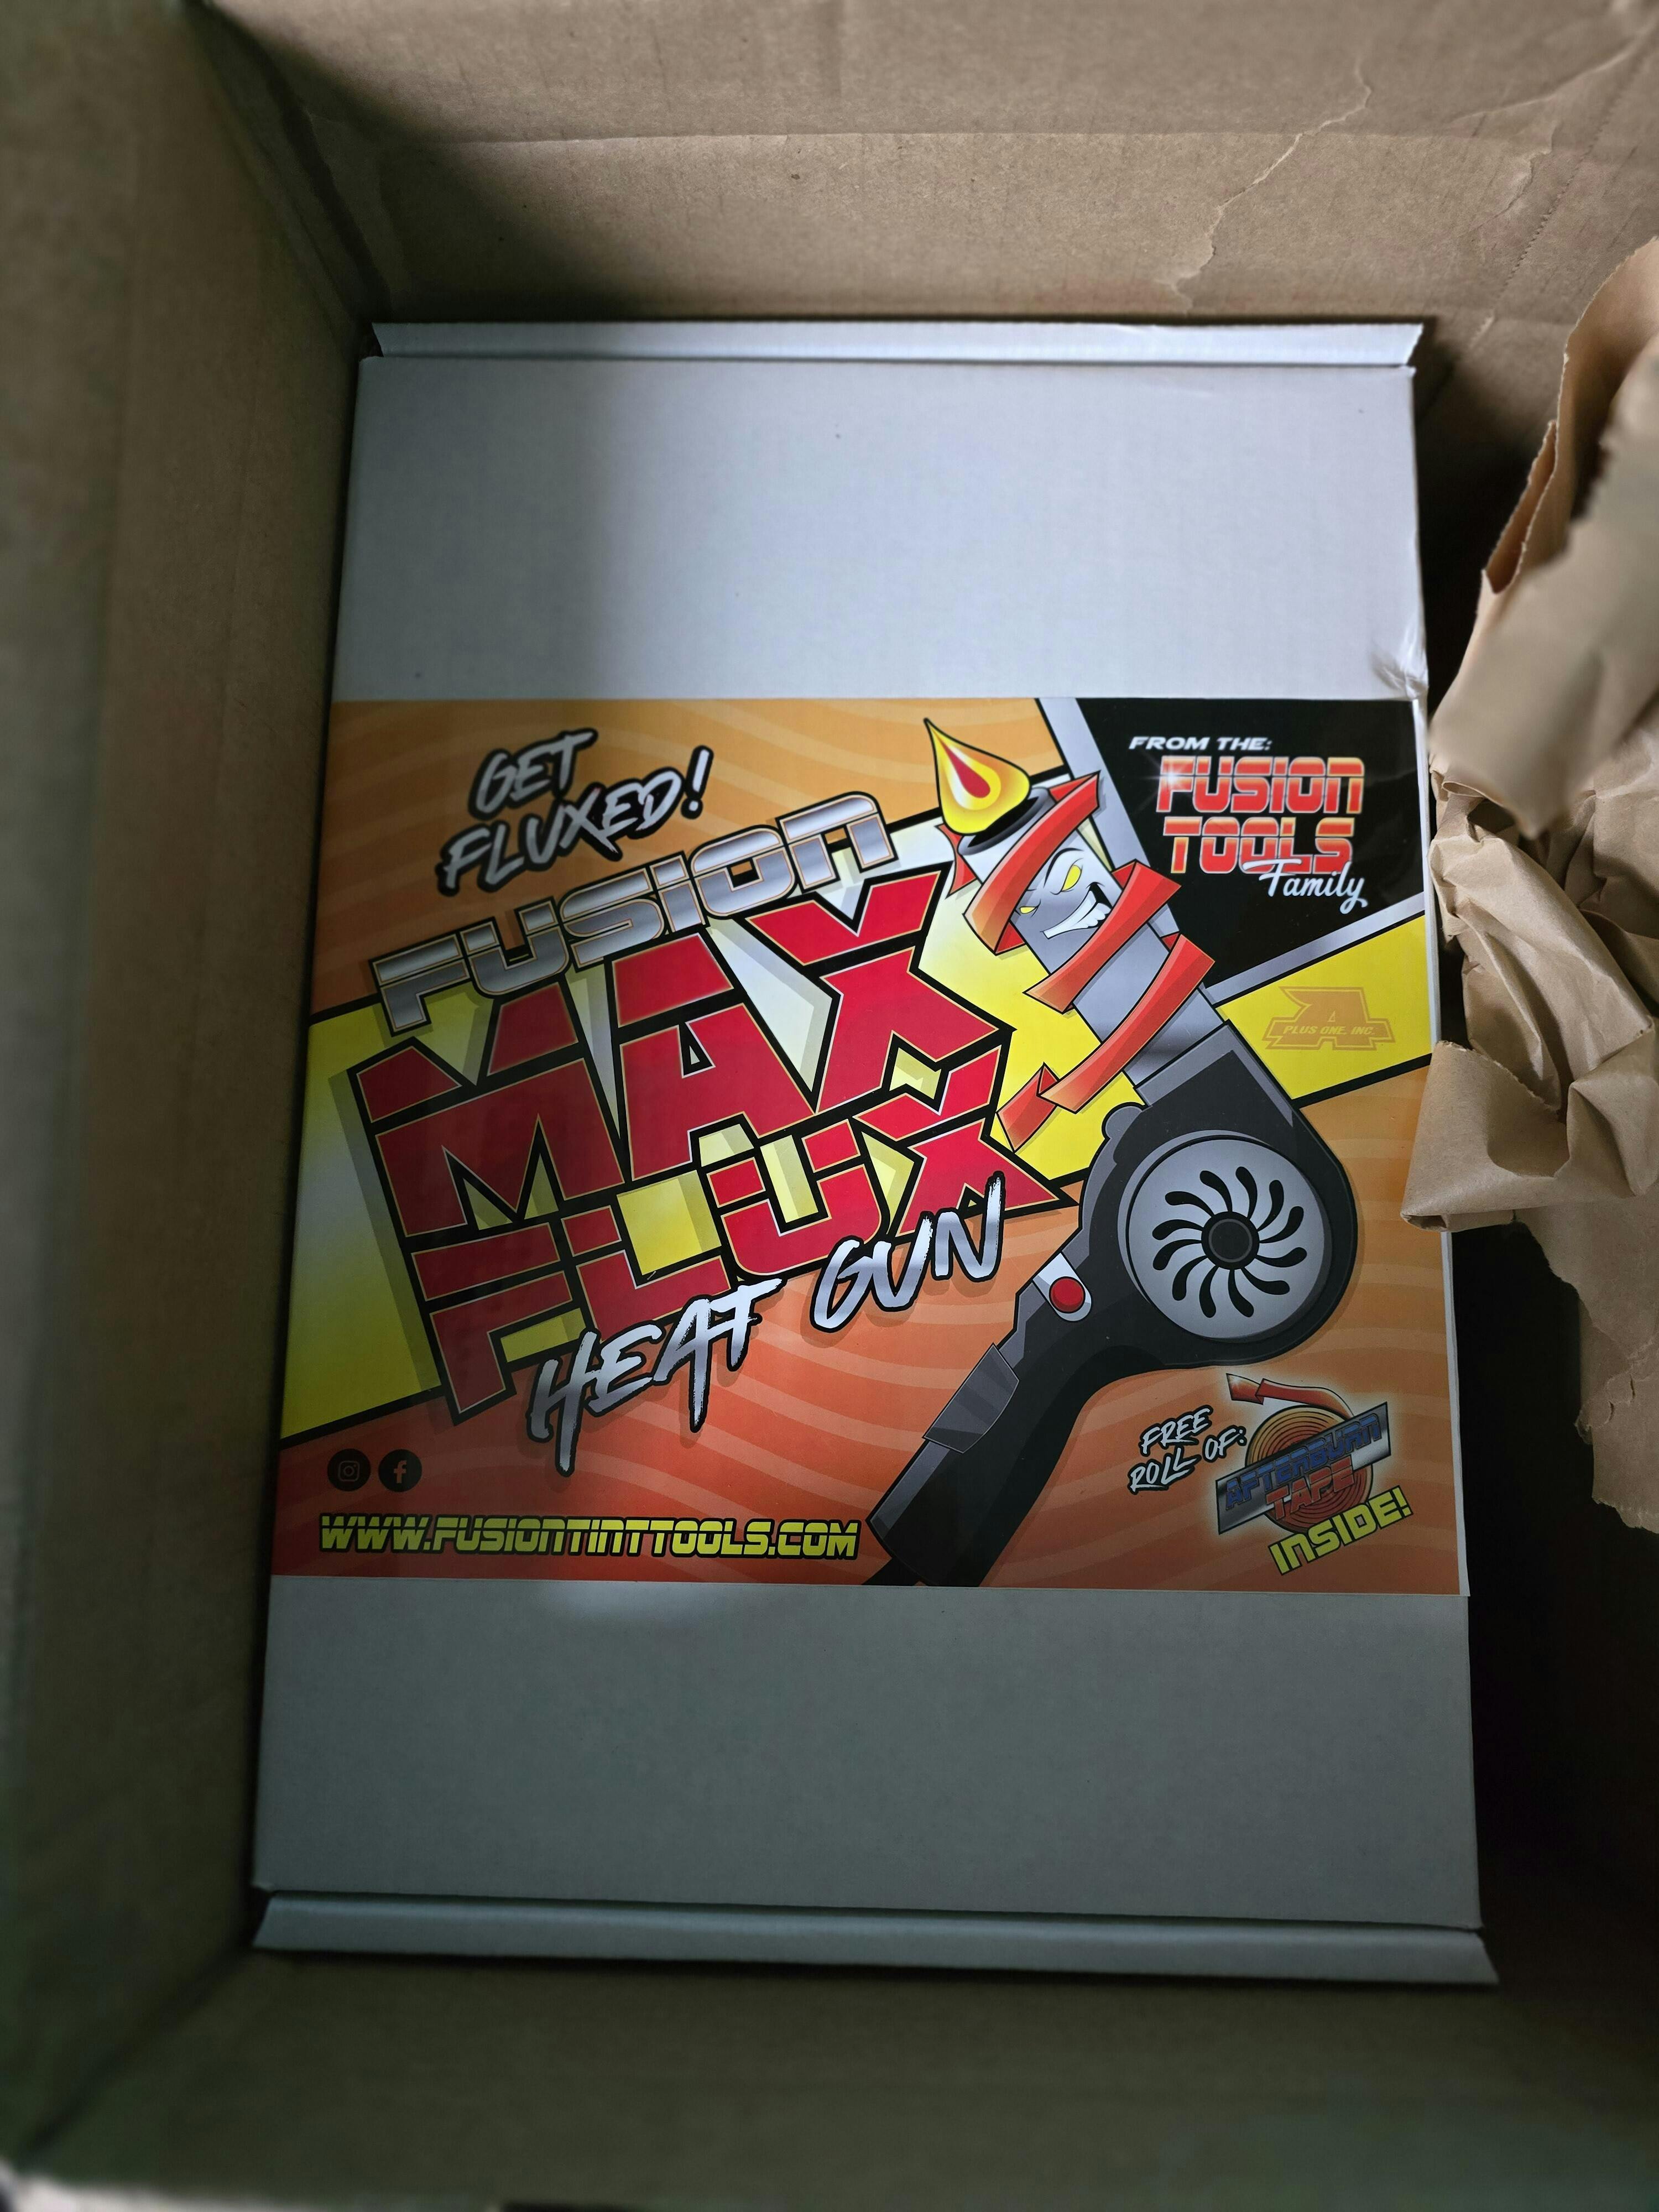 GET
FLUXED!
FUSION
MAX
FLUX
HEAT GUN
FROM THE:
FUSION
TOOLS
Family
A
PLUS ONE, INC.
FREE
ROLL OF:
AFTERBURN
TAPE
INSIDE!
WWW.FUSIONTINTTOOLS.COM